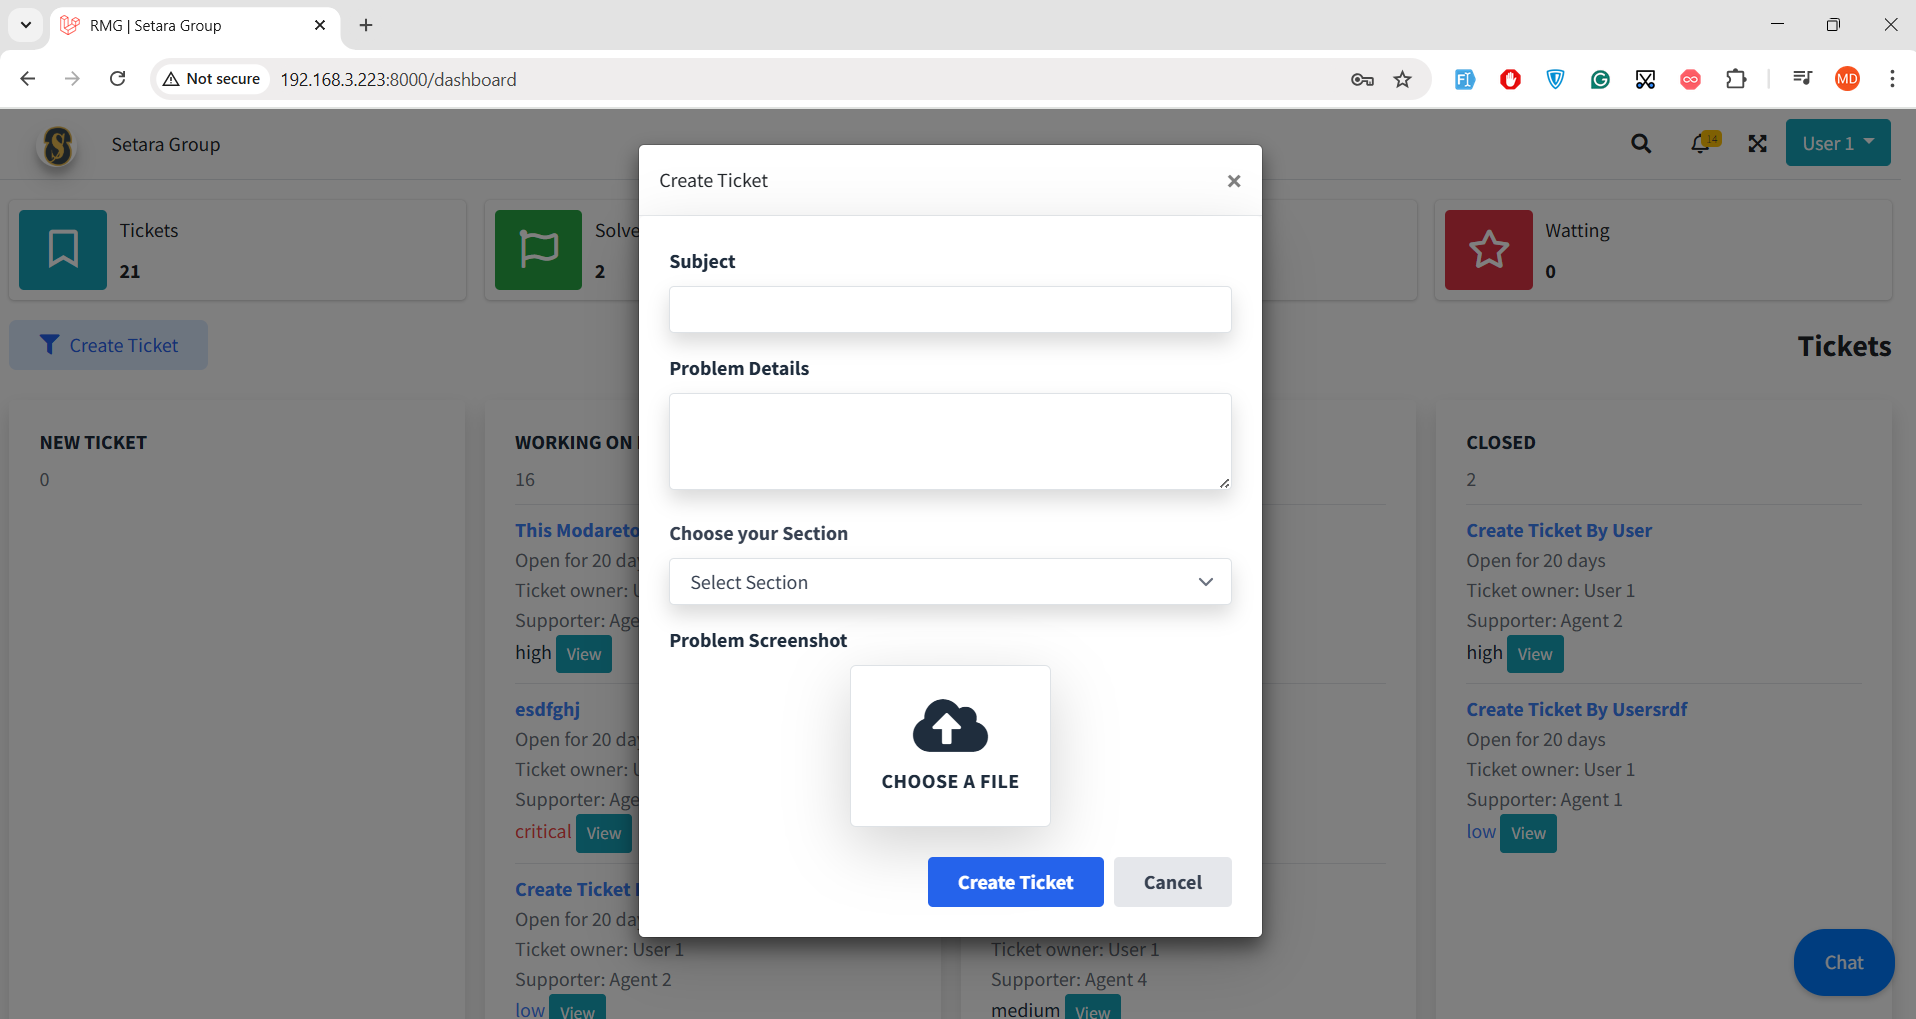 RMG | Setara Group
Not secure
192.168.3.223:8000/dashboard
MD
Setara Group
14
User 1
Create Ticket
Tickets
21
Solve
2
Watting
0
Create Ticket
Tickets
Subject
Problem Details
Choose your Section
Select Section
Problem Screenshot
CHOOSE A FILE
Create Ticket
Cancel
NEW TICKET
0
WORKING ON
16
This Modareto
Open for 20 da
Ticket owner: U
Supporter: Age
high View
esdfghj
Open for 20 da
Ticket owner: U
Supporter: Age
critical View
Create Ticket
Open for 20 da
Ticket owner: User 1
Supporter: Agent 2
low View
Ticket owner: User 1
Supporter: Agent 4
medium View
CLOSED
2
Create Ticket By User
Open for 20 days
Ticket owner: User 1
Supporter: Agent 2
high View
Create Ticket By Usersrdf
Open for 20 days
Ticket owner: User 1
Supporter: Agent 1
low View
Chat